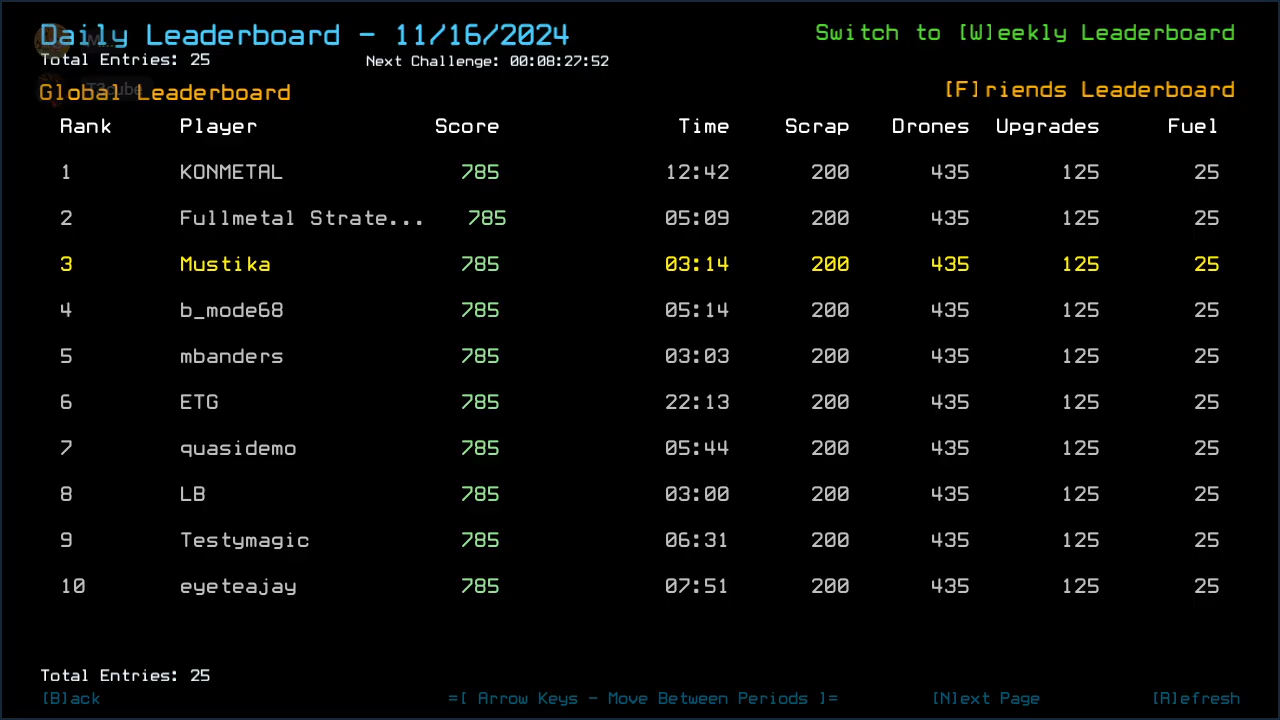 Daily Leaderboard - 11/16/2024 Switch to [W]eekly Leaderboard
Total Entries: 25 Next Challenge: 00:08:27:52
Global Leaderboard [F]riends Leaderboard
Rank Player Score Time Scrap Drones Upgrades Fuel
1 KONMETAL 785 12:42 200 435 125 25
2 Fullmetal Strate... 785 05:09 200 435 125 25
3 Mustika 785 03:14 200 435 125 25
4 b_mode68 785 05:14 200 435 125 25
5 mbanders 785 03:03 200 435 125 25
6 ETG 785 22:13 200 435 125 25
7 quasidemo 785 05:44 200 435 125 25
8 LB 785 03:00 200 435 125 25
9 Testymagic 785 06:31 200 435 125 25
10 eyeteajay 785 07:51 200 435 125 25
Total Entries: 25
[B]ack =[ Arrow Keys - Move Between Periods ]= [N]ext Page [R]efresh